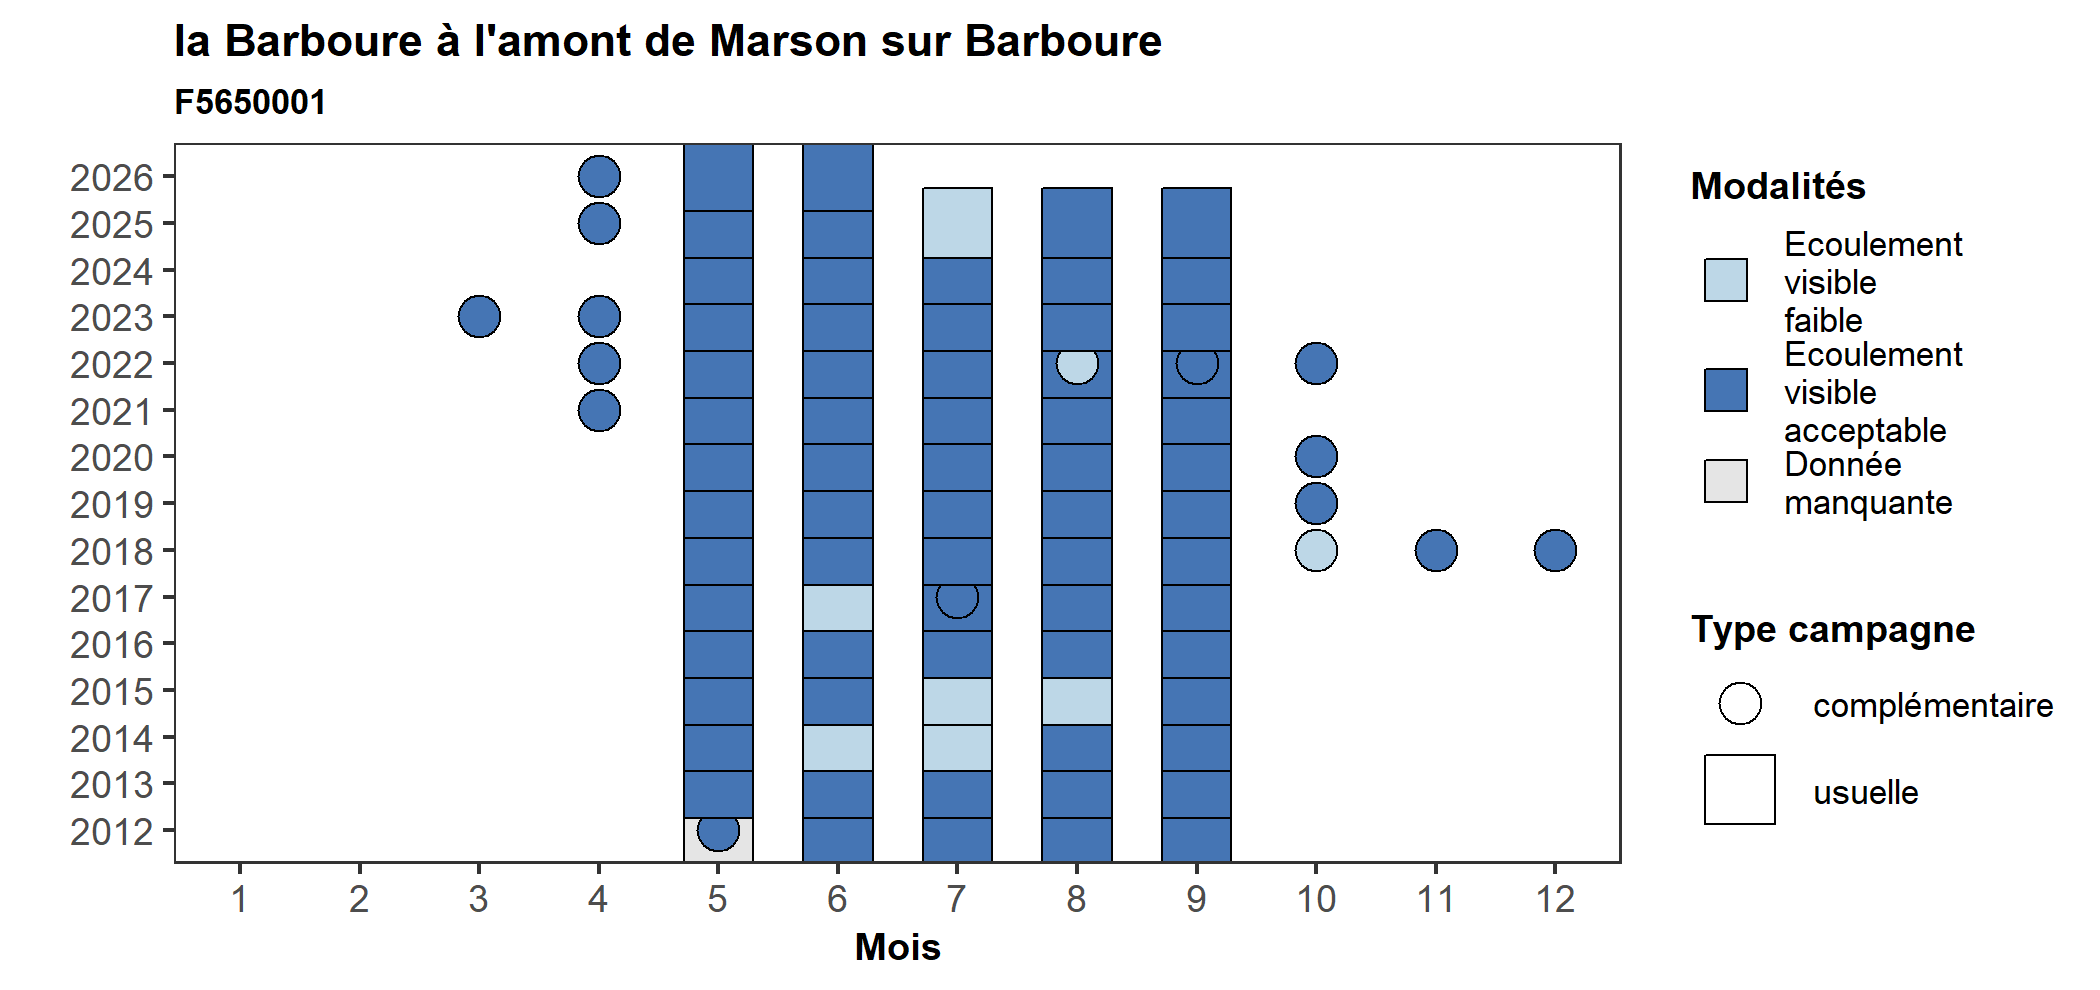 la Barboure à l'amont de Marson sur Barboure
F5650001
2026
2025
2024
2023
2022
2021
2020
2019
2018
2017
2016
2015
2014
2013
2012
1 2 3 4 5 6 7 8 9 10 11 12
Mois
Modalités
Ecoulement
visible
faible
Ecoulement
visible
acceptable
Donnée
manquante
Type campagne
complémentaire
usuelle